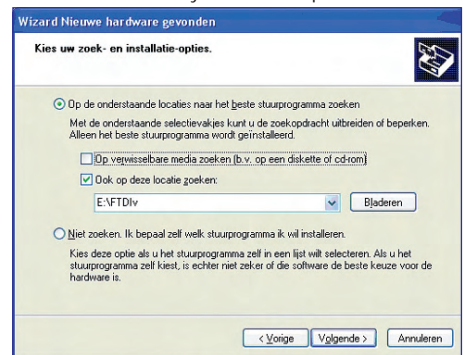 Wizard Nieuwe hardware gevonden
Kies uw zoek- en installatie-opties.
Op de onderstaande locaties naar het beste stuurprogramma zoeken
Met de onderstaande selectievakjes kunt u de zoekopdracht uitbreiden of beperken.
Alleen het beste stuurprogramma wordt geïnstalleerd.
Op verwisselbare media zoeken (b.v. op een diskette of cd-rom)
Ook op deze locatie zoeken:
E:\FTDIv
Bladeren
Niet zoeken. Ik bepaal zelf welk stuurprogramma ik wil installeren.
Kies deze optie als u het stuurprogramma zelf in een lijst wilt selecteren. Als u het
stuurprogramma zelf kiest, is echter niet zeker of die software de beste keuze voor de
hardware is.
< Vorige Volgende > Annuleren